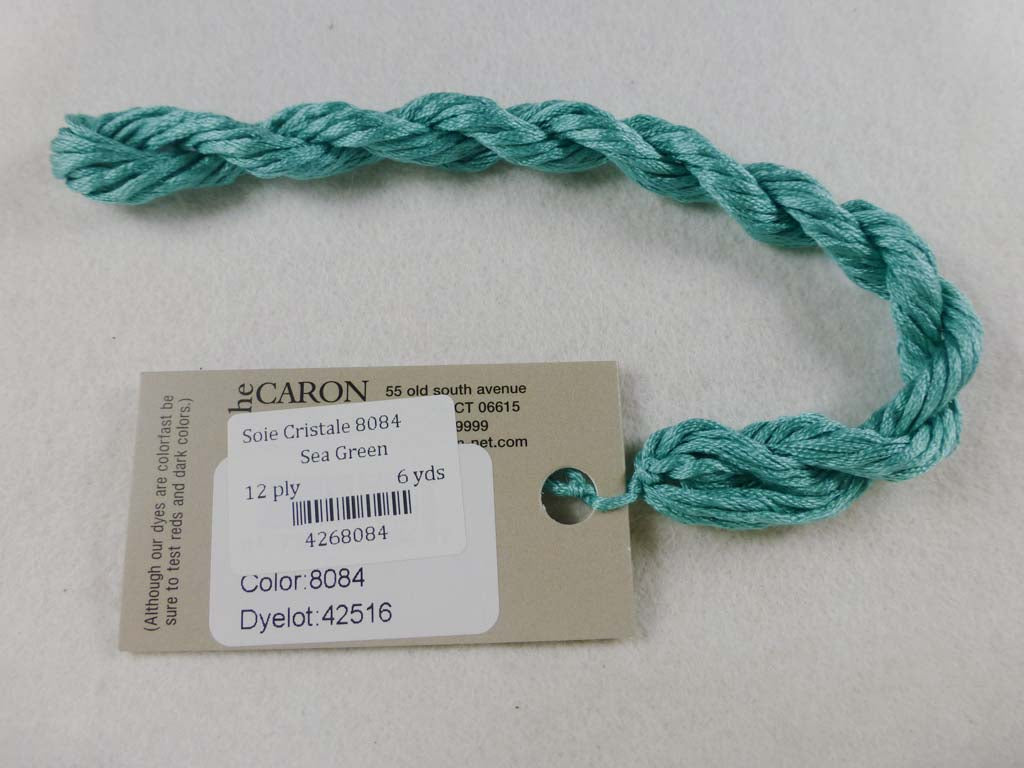 he CARON
55 old south avenue
CT 06615
9999
-net.com
Soie Cristale 8084
Sea Green
12 ply 6 yds
4268084
Color:8084
Dyelot:42516
(Although our dyes are colorfast be
sure to test reds and dark colors.)